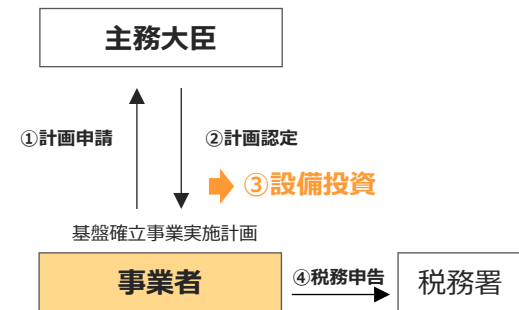 主務大臣
①計画申請
②計画認定
③設備投資
基盤確立事業実施計画
事業者
④税務申告
税務署